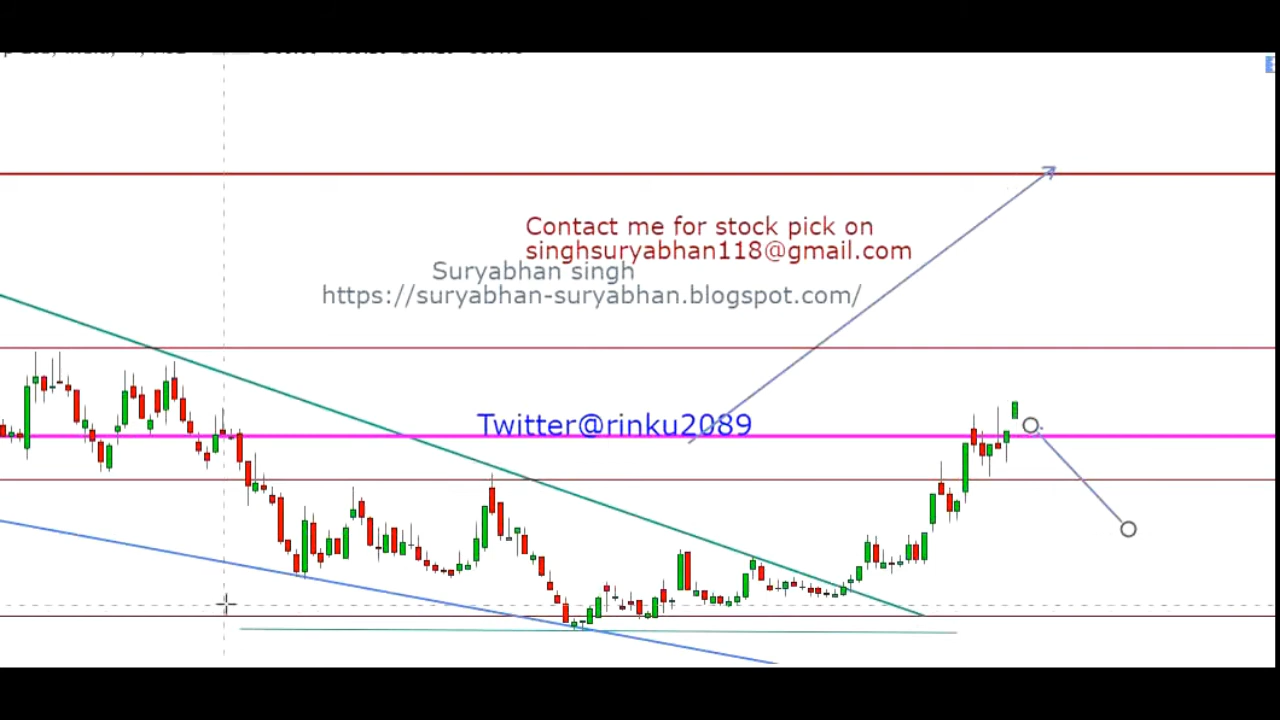 Contact me for stock pick on
singhsuryabhan118@gmail.com
Suryabhan singh
https://suryabhan-suryabhan.blogspot.com/
Twitter@rinku2089